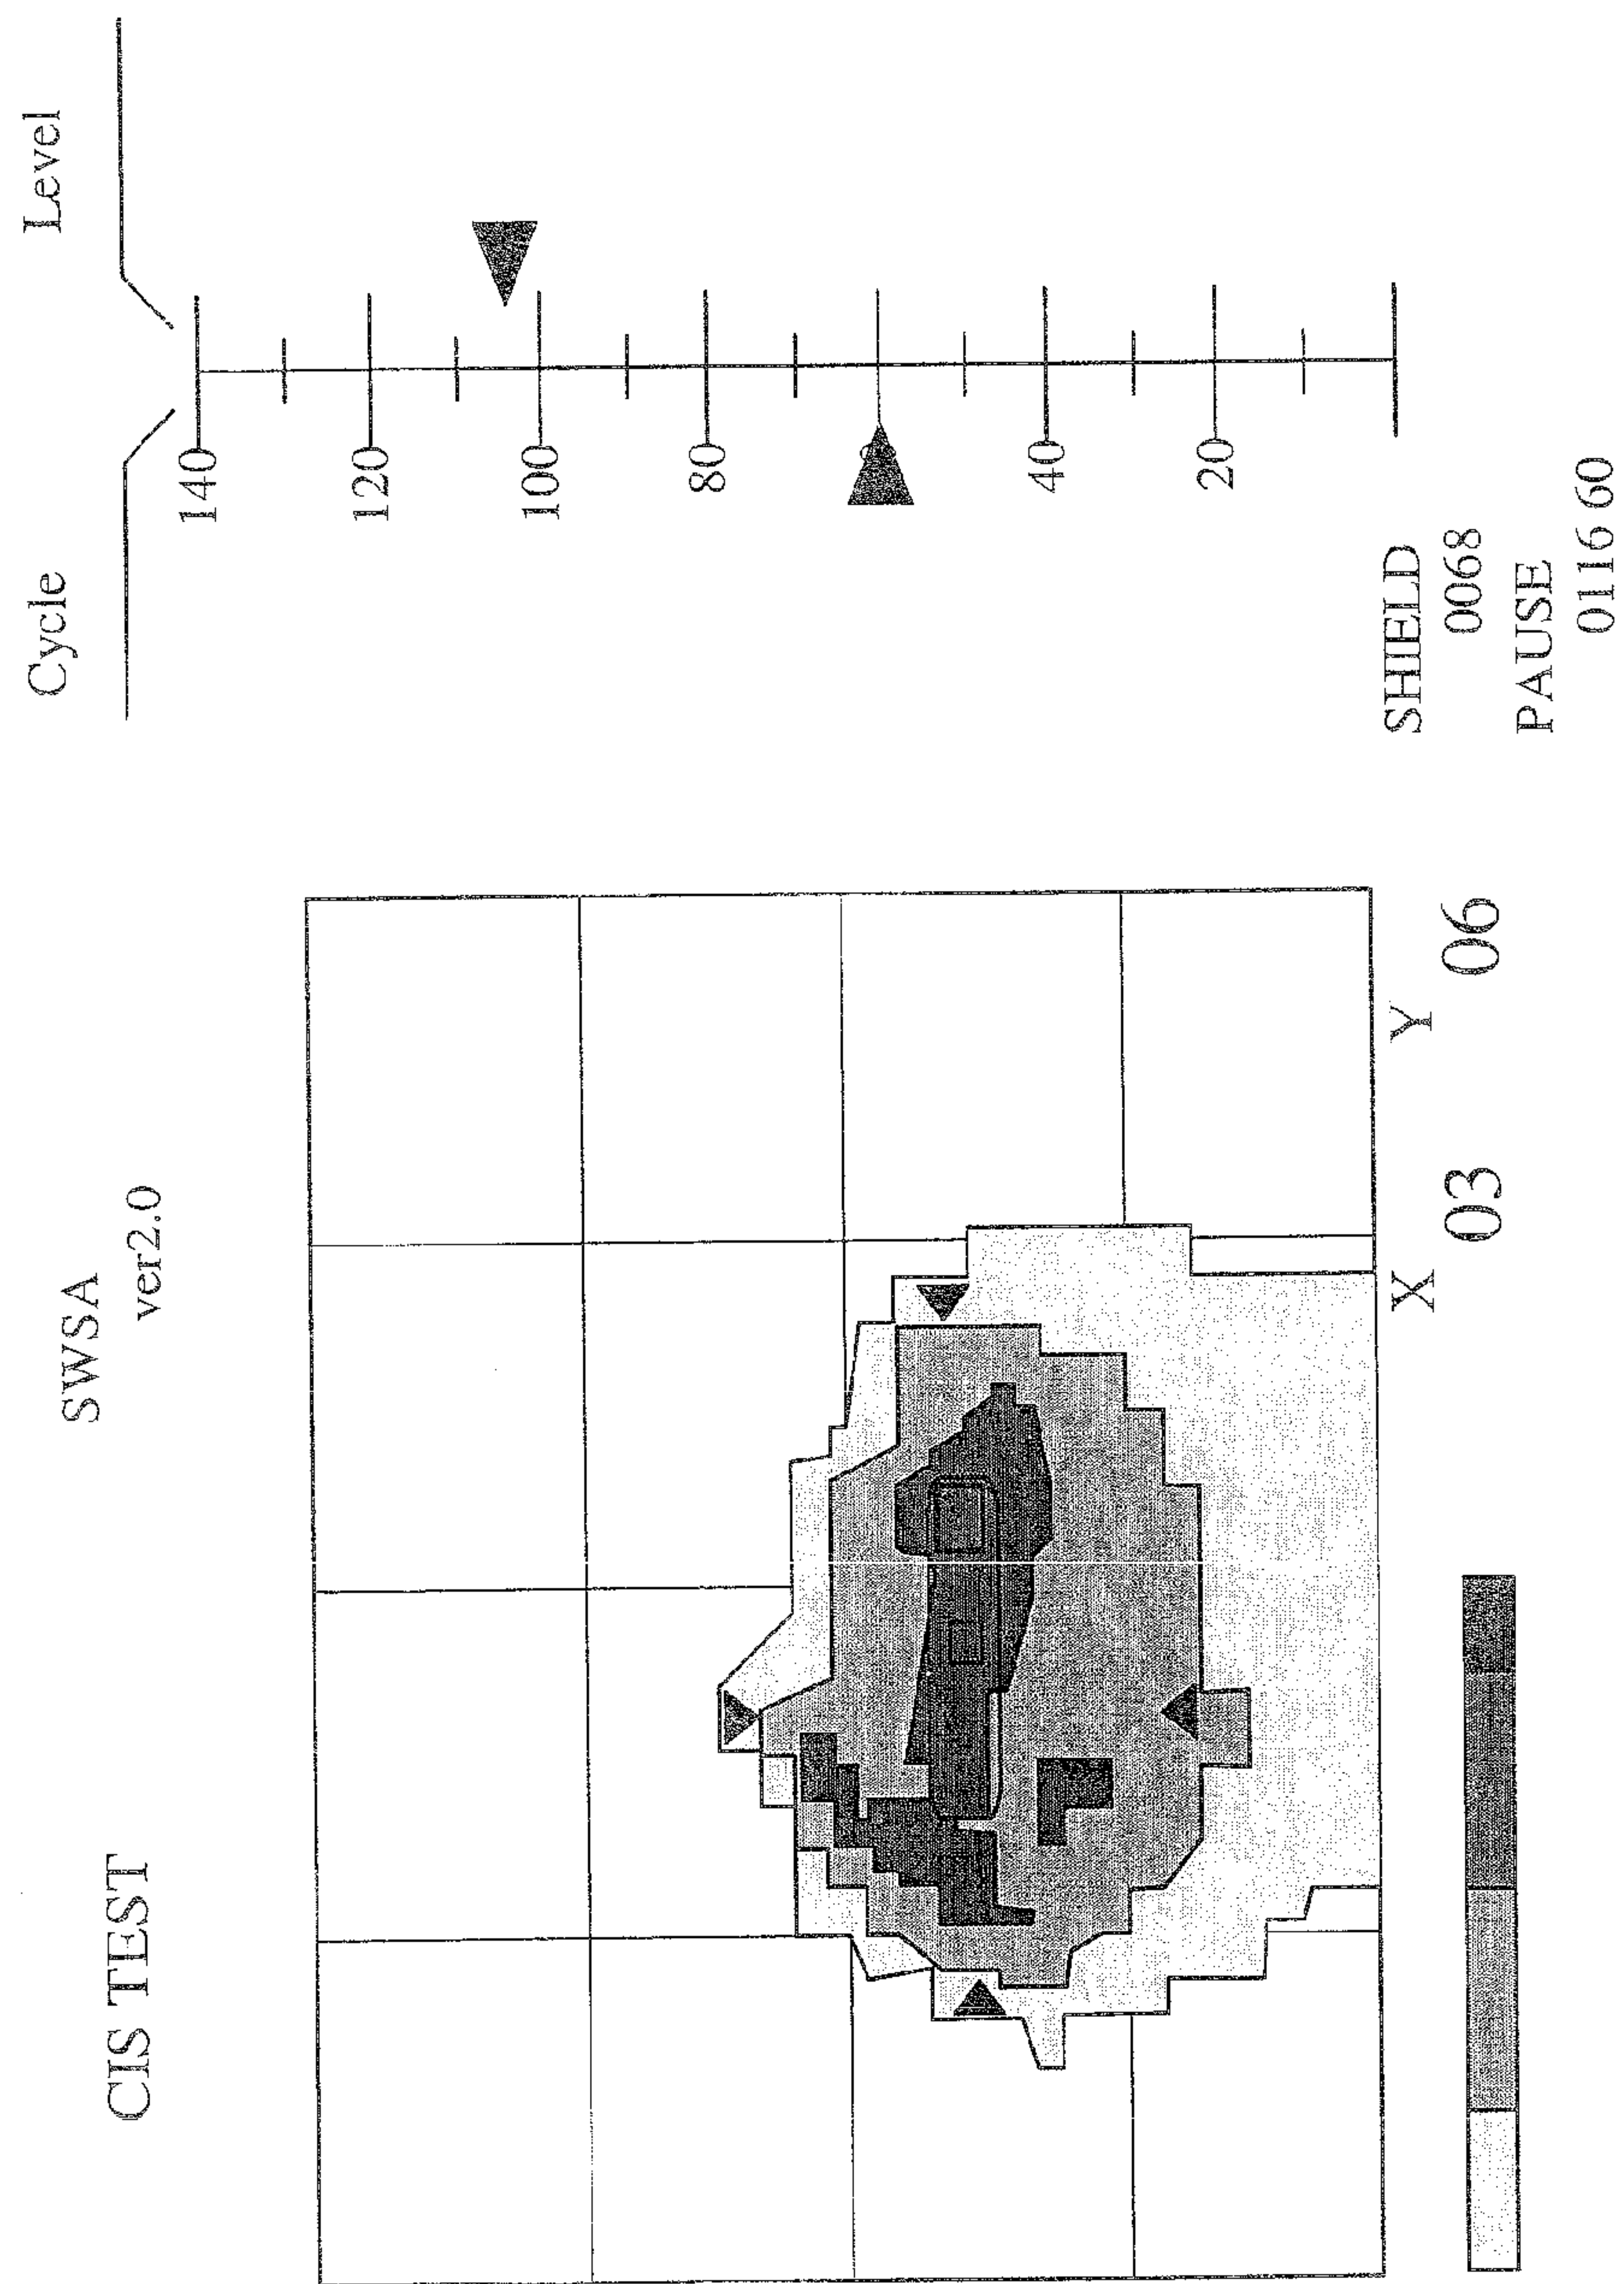 CIS TEST
SWSA
ver2.0
X Y
03 06
Cycle Level
140
120
100
80
40
20
SHIELD
0068
PAUSE
0116 60